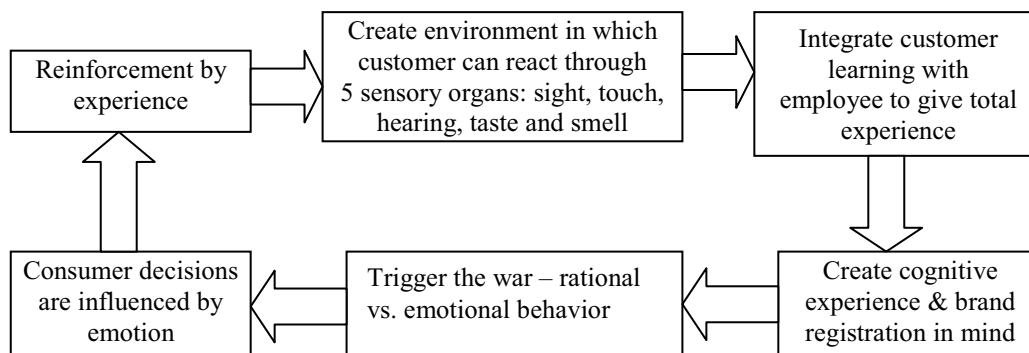 Reinforcement by
experience
Create environment in which
customer can react through
5 sensory organs: sight, touch,
hearing, taste and smell
Integrate customer
learning with
employee to give total
experience
Create cognitive
experience & brand
registration in mind
Trigger the war – rational
vs. emotional behavior
Consumer decisions
are influenced by
emotion